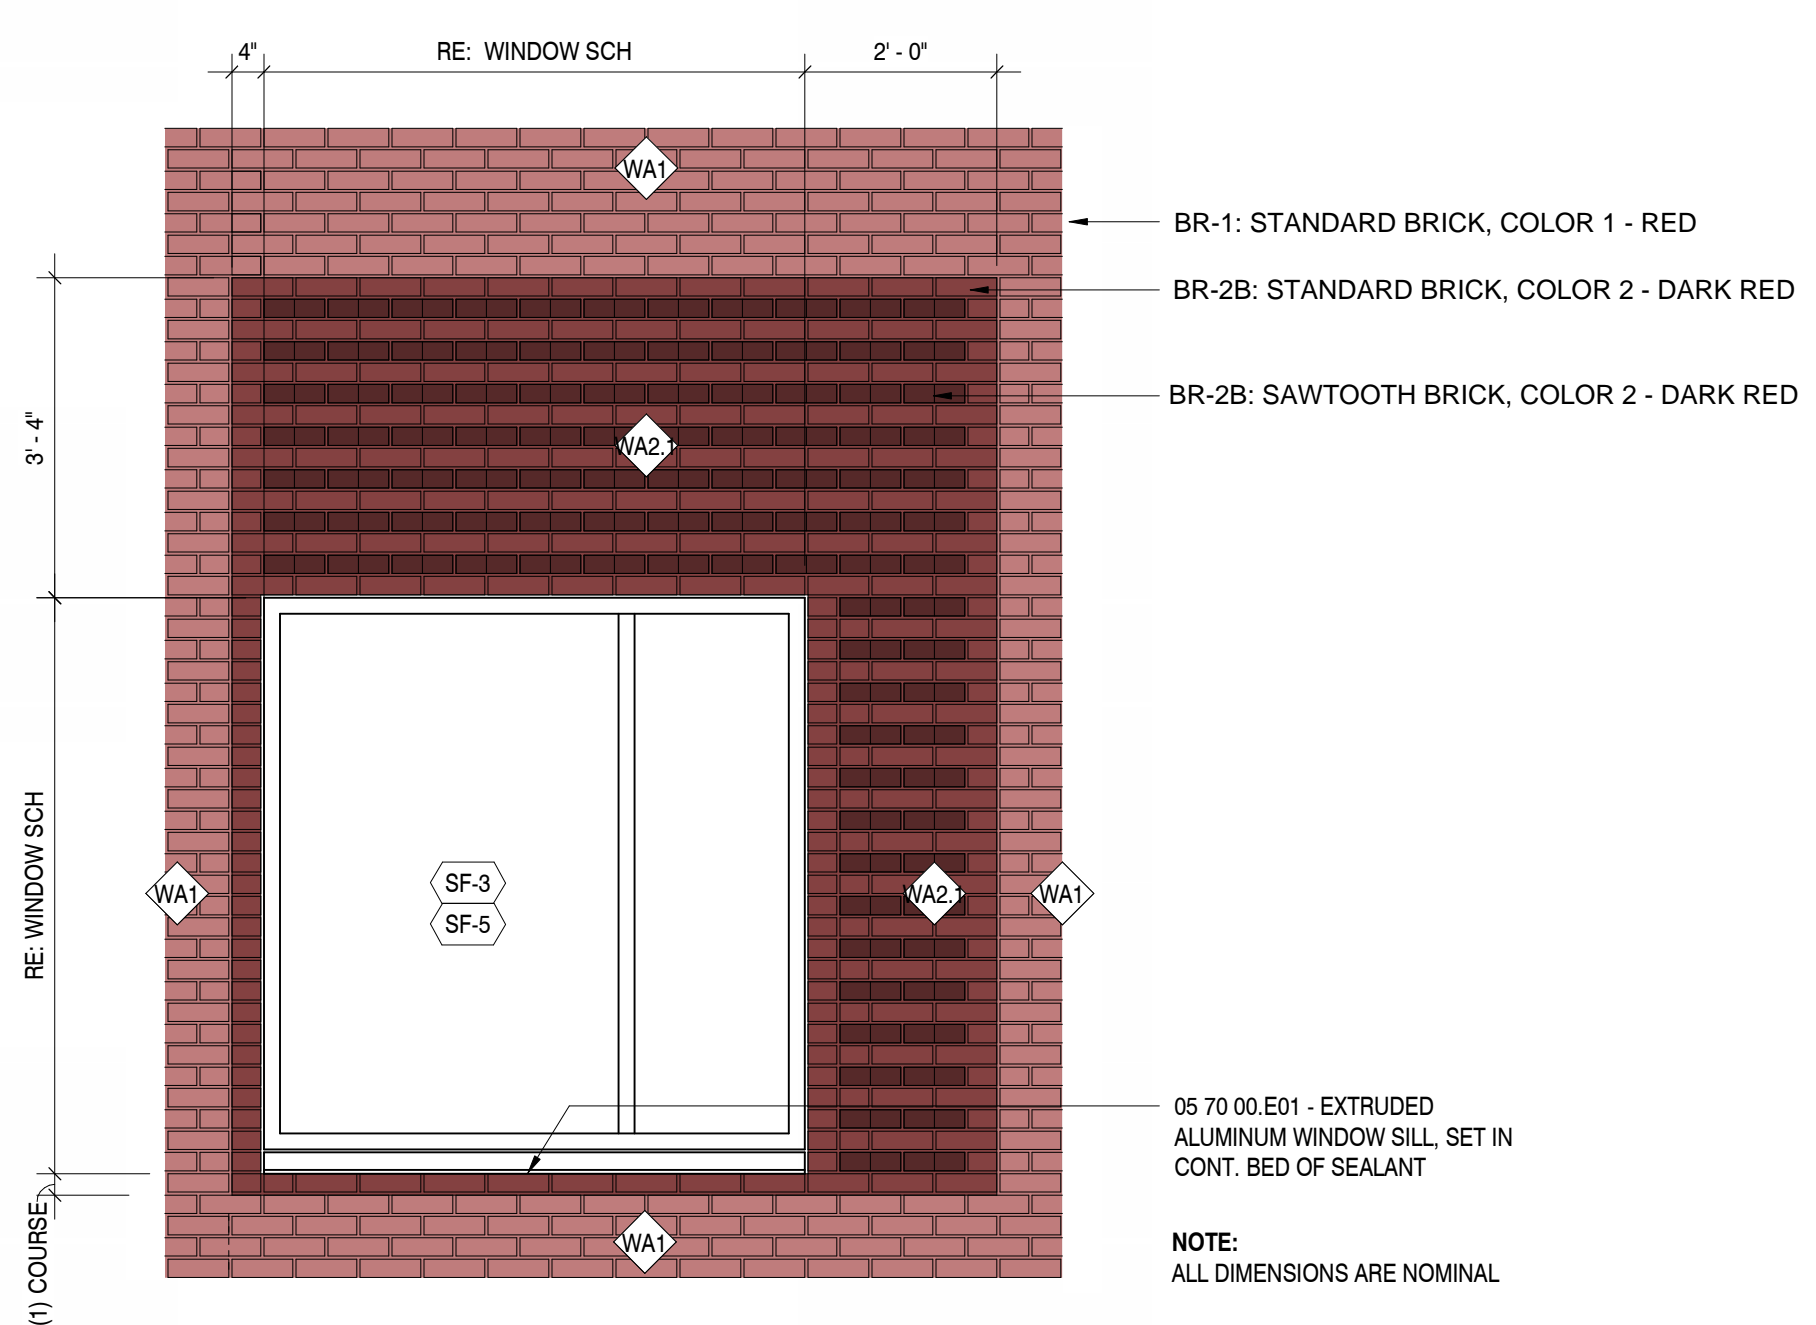 4"
RE: WINDOW SCH
2' - 0"
WA1
BR-1: STANDARD BRICK, COLOR 1 - RED
BR-2B: STANDARD BRICK, COLOR 2 - DARK RED
BR-2B: SAWTOOTH BRICK, COLOR 2 - DARK RED
3' - 4"
WA2.1
RE: WINDOW SCH
WA1
SF-3
SF-5
WA2.1
WA1
05 70 00.E01 - EXTRUDED
ALUMINUM WINDOW SILL, SET IN
CONT. BED OF SEALANT
(1) COURSE
WA1
NOTE:
ALL DIMENSIONS ARE NOMINAL